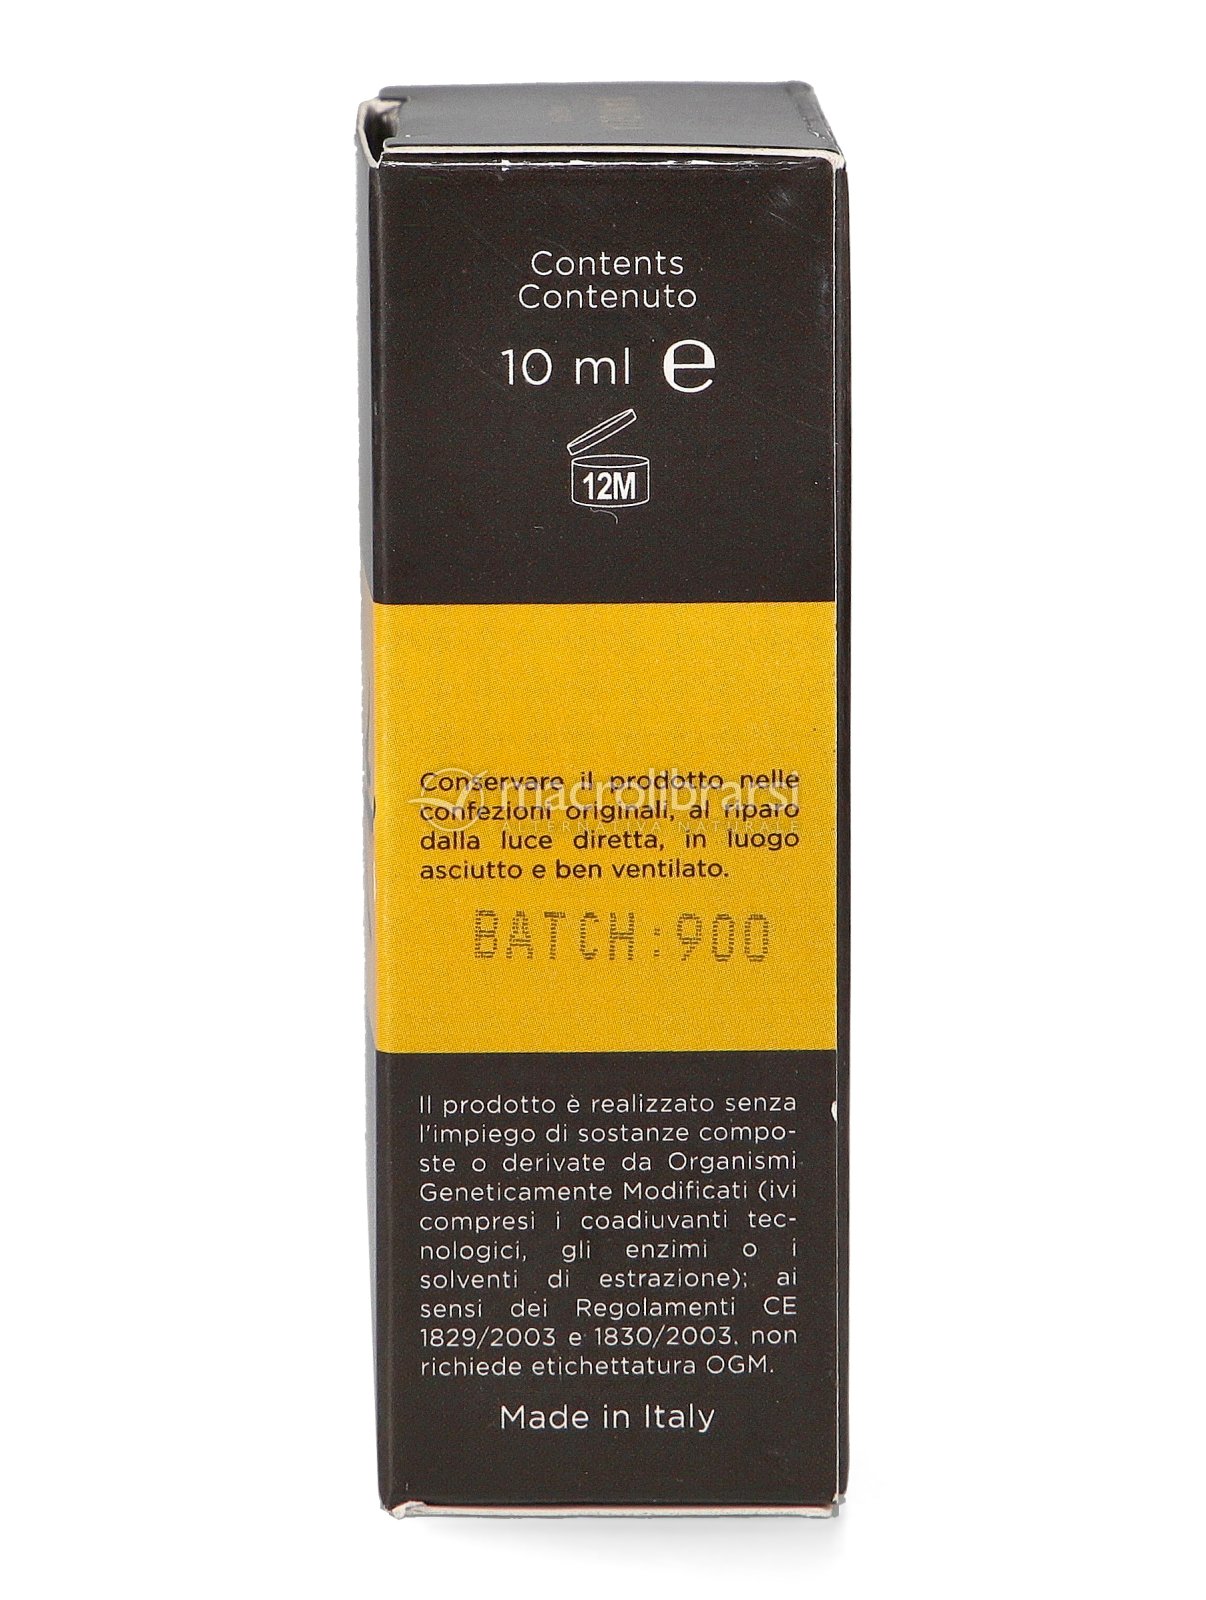 Contents
Contenuto
10 ml e
12M
Conservare il prodotto nelle
confezioni originali, al riparo
dalla luce diretta, in luogo
asciutto e ben ventilato.
macrolibrarsi
BATCH: 900
Il prodotto è realizzato senza
l'impiego di sostanze compo-
ste o derivate da Organismi
Geneticamente Modificati (ivi
compresi i coadiuvanti tec-
nologici, gli enzimi o i
solventi di estrazione); ai
sensi dei Regolamenti CE
1829/2003 e 1830/2003. non
richiede etichettatura OGM.
Made in Italy